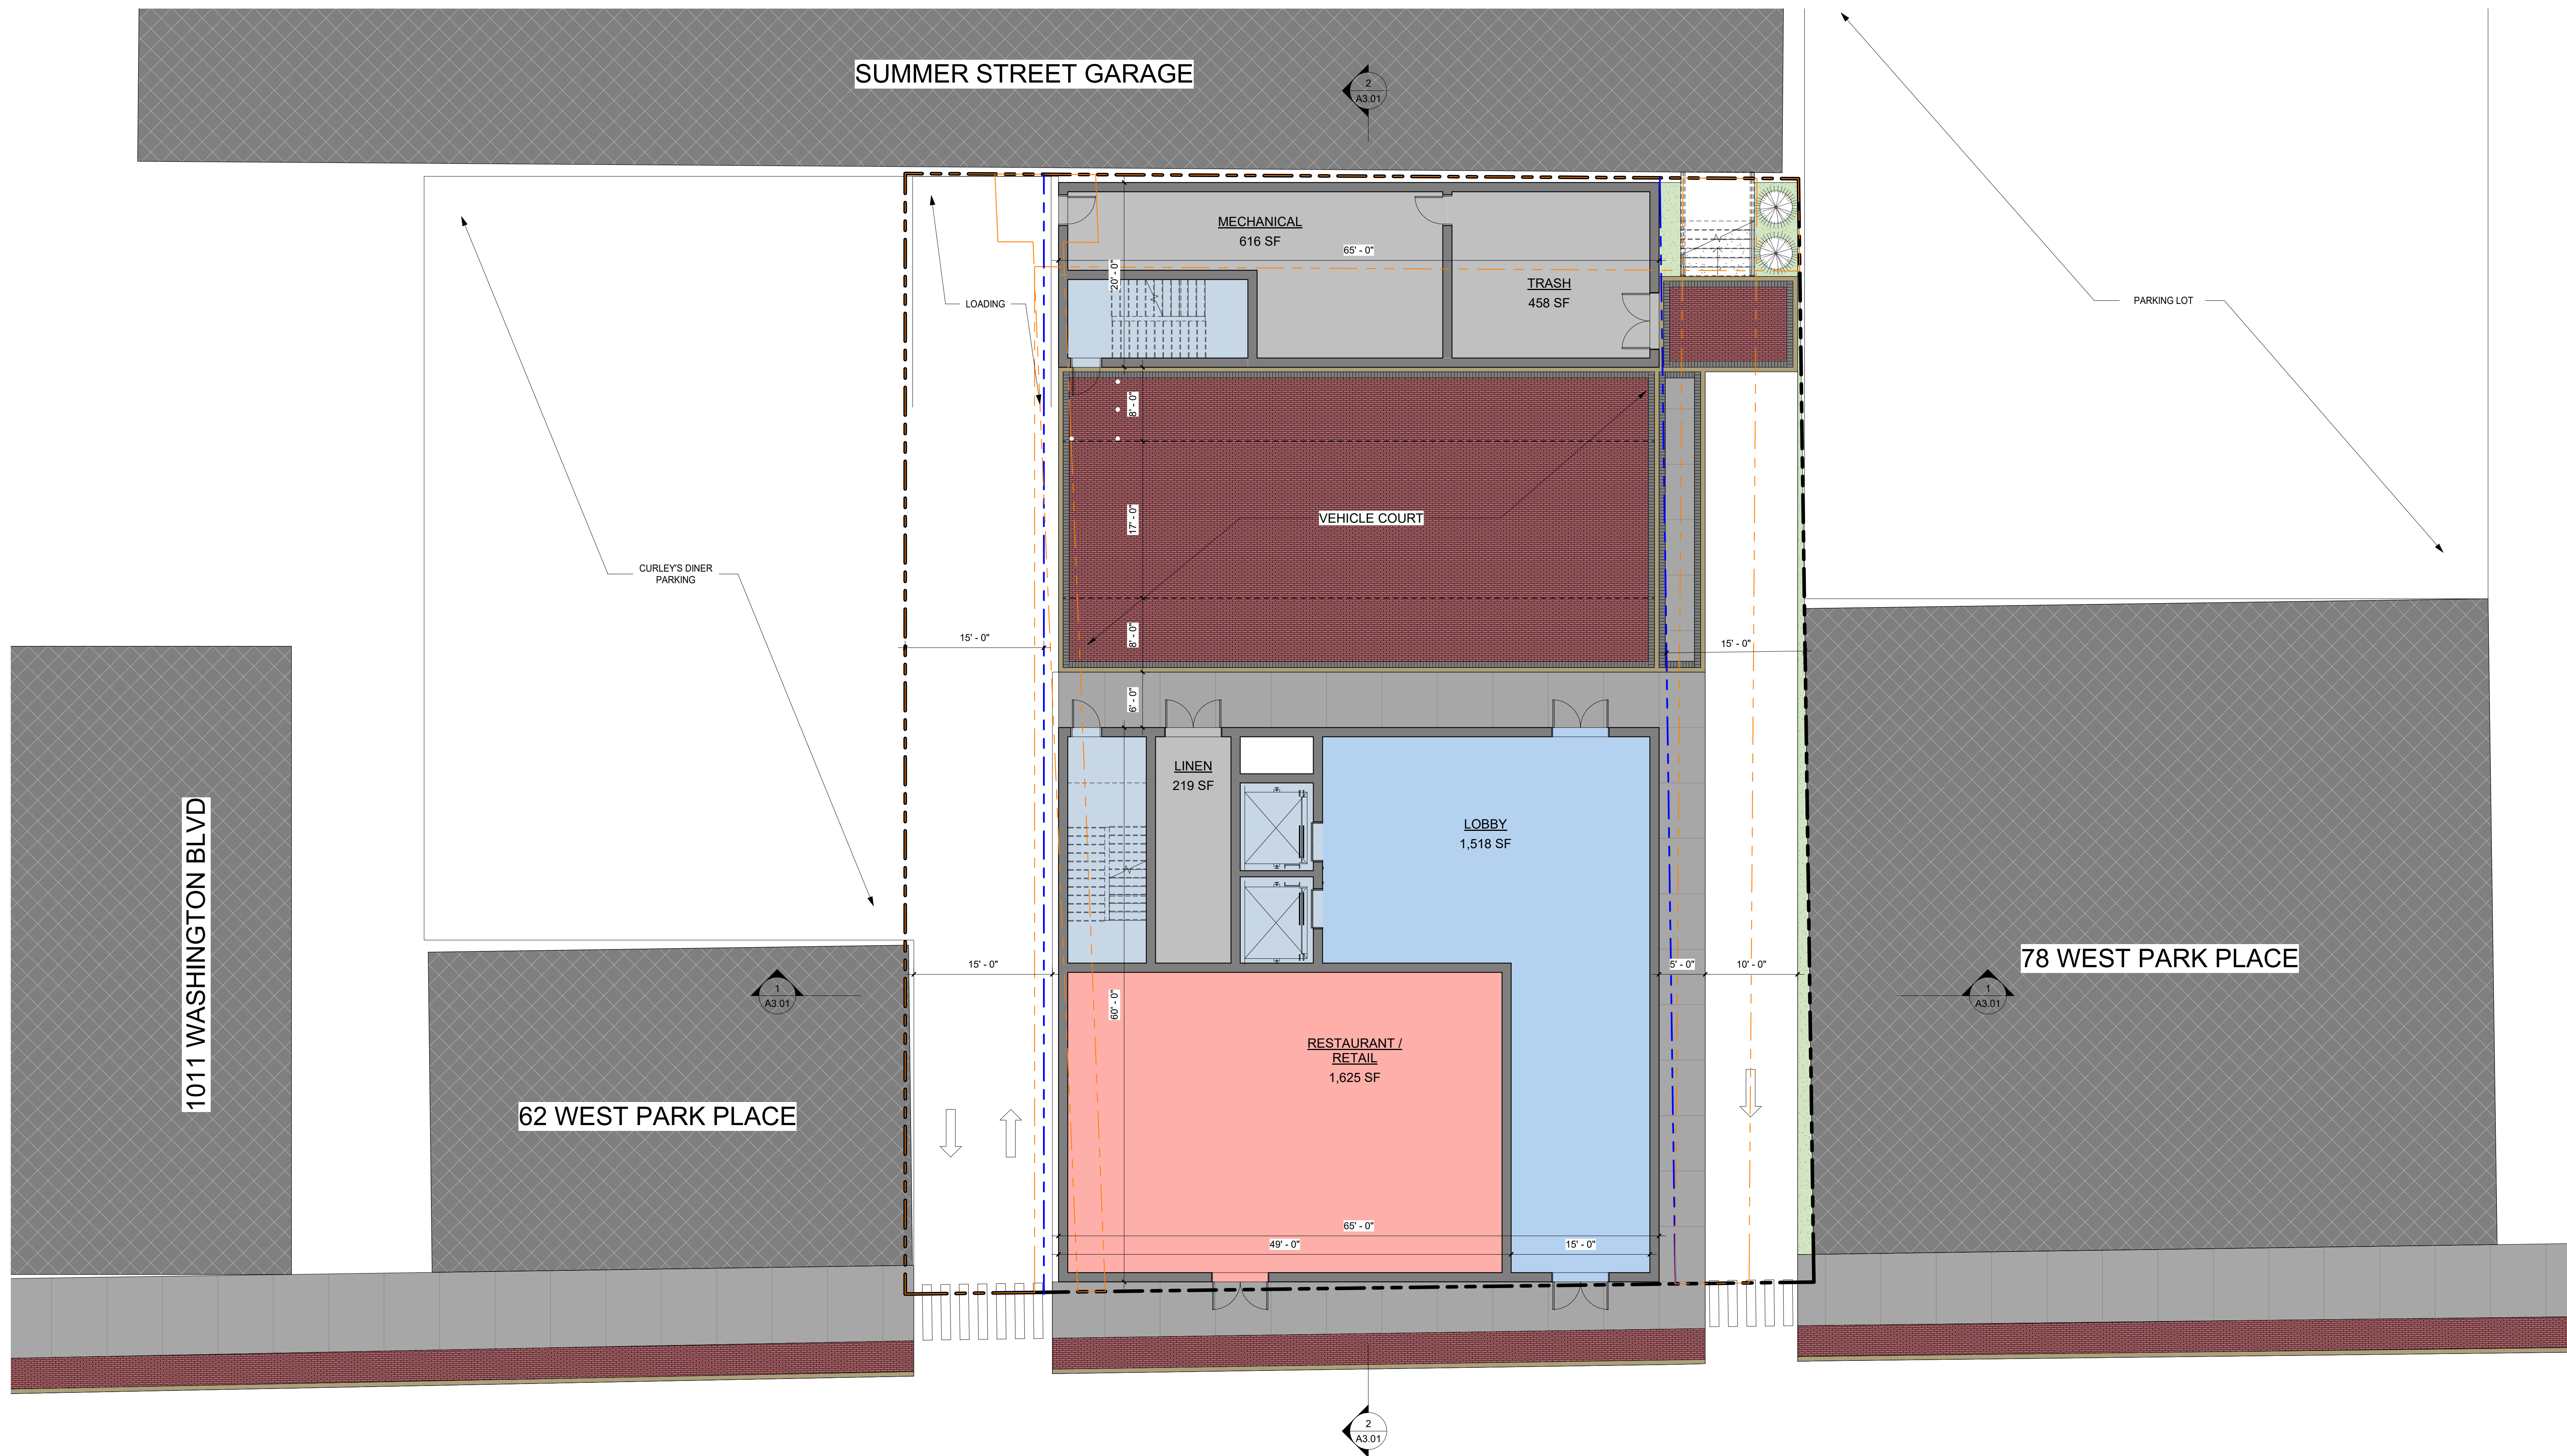 SUMMER STREET GARAGE
2
A3.01
MECHANICAL
616 SF
65' - 0"
20' - 0"
TRASH
458 SF
LOADING
PARKING LOT
8' - 0"
17' - 0"
VEHICLE COURT
CURLEY'S DINER
PARKING
8' - 0"
15' - 0"
15' - 0"
6' - 0"
LINEN
219 SF
LOBBY
1,518 SF
1011 WASHINGTON BLVD
15' - 0"
5' - 0"
10' - 0"
78 WEST PARK PLACE
1
A3.01
1
A3.01
60' - 0"
RESTAURANT /
RETAIL
1,625 SF
62 WEST PARK PLACE
65' - 0"
49' - 0"
15' - 0"
2
A3.01